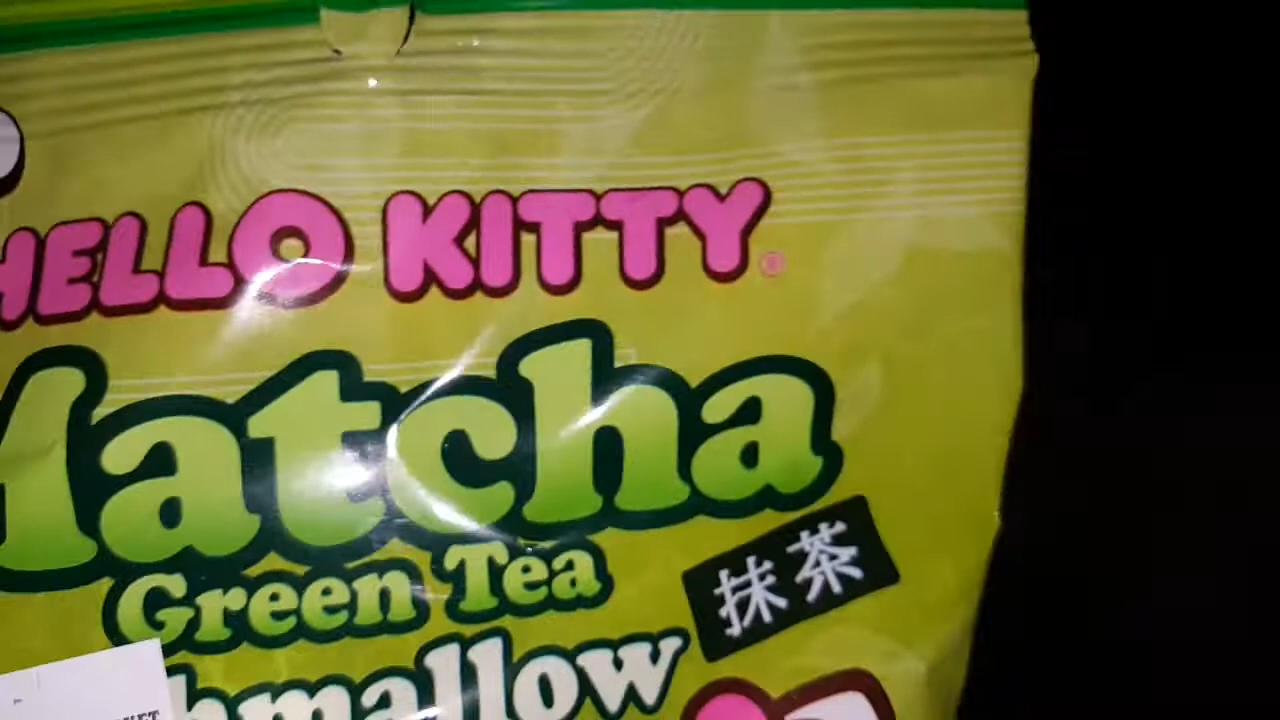 HELLO KITTY®
Matcha
Green Tea
抹茶
hmallow